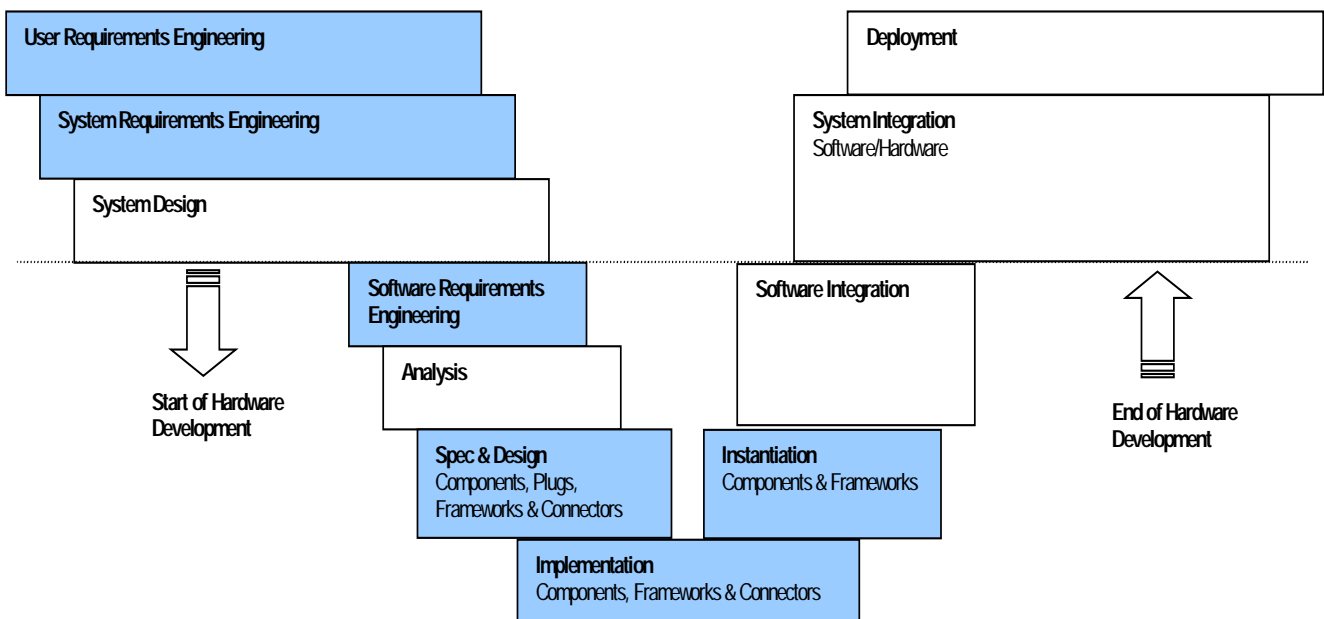 User Requirements Engineering
Deployment
System Requirements Engineering
System Integration
Software/Hardware
System Design
Software Requirements
Engineering
Software Integration
Analysis
Start of Hardware
Development
End of Hardware
Development
Spec & Design
Components, Plugs,
Frameworks & Connectors
Instantiation
Components & Frameworks
Implementation
Components, Frameworks & Connectors